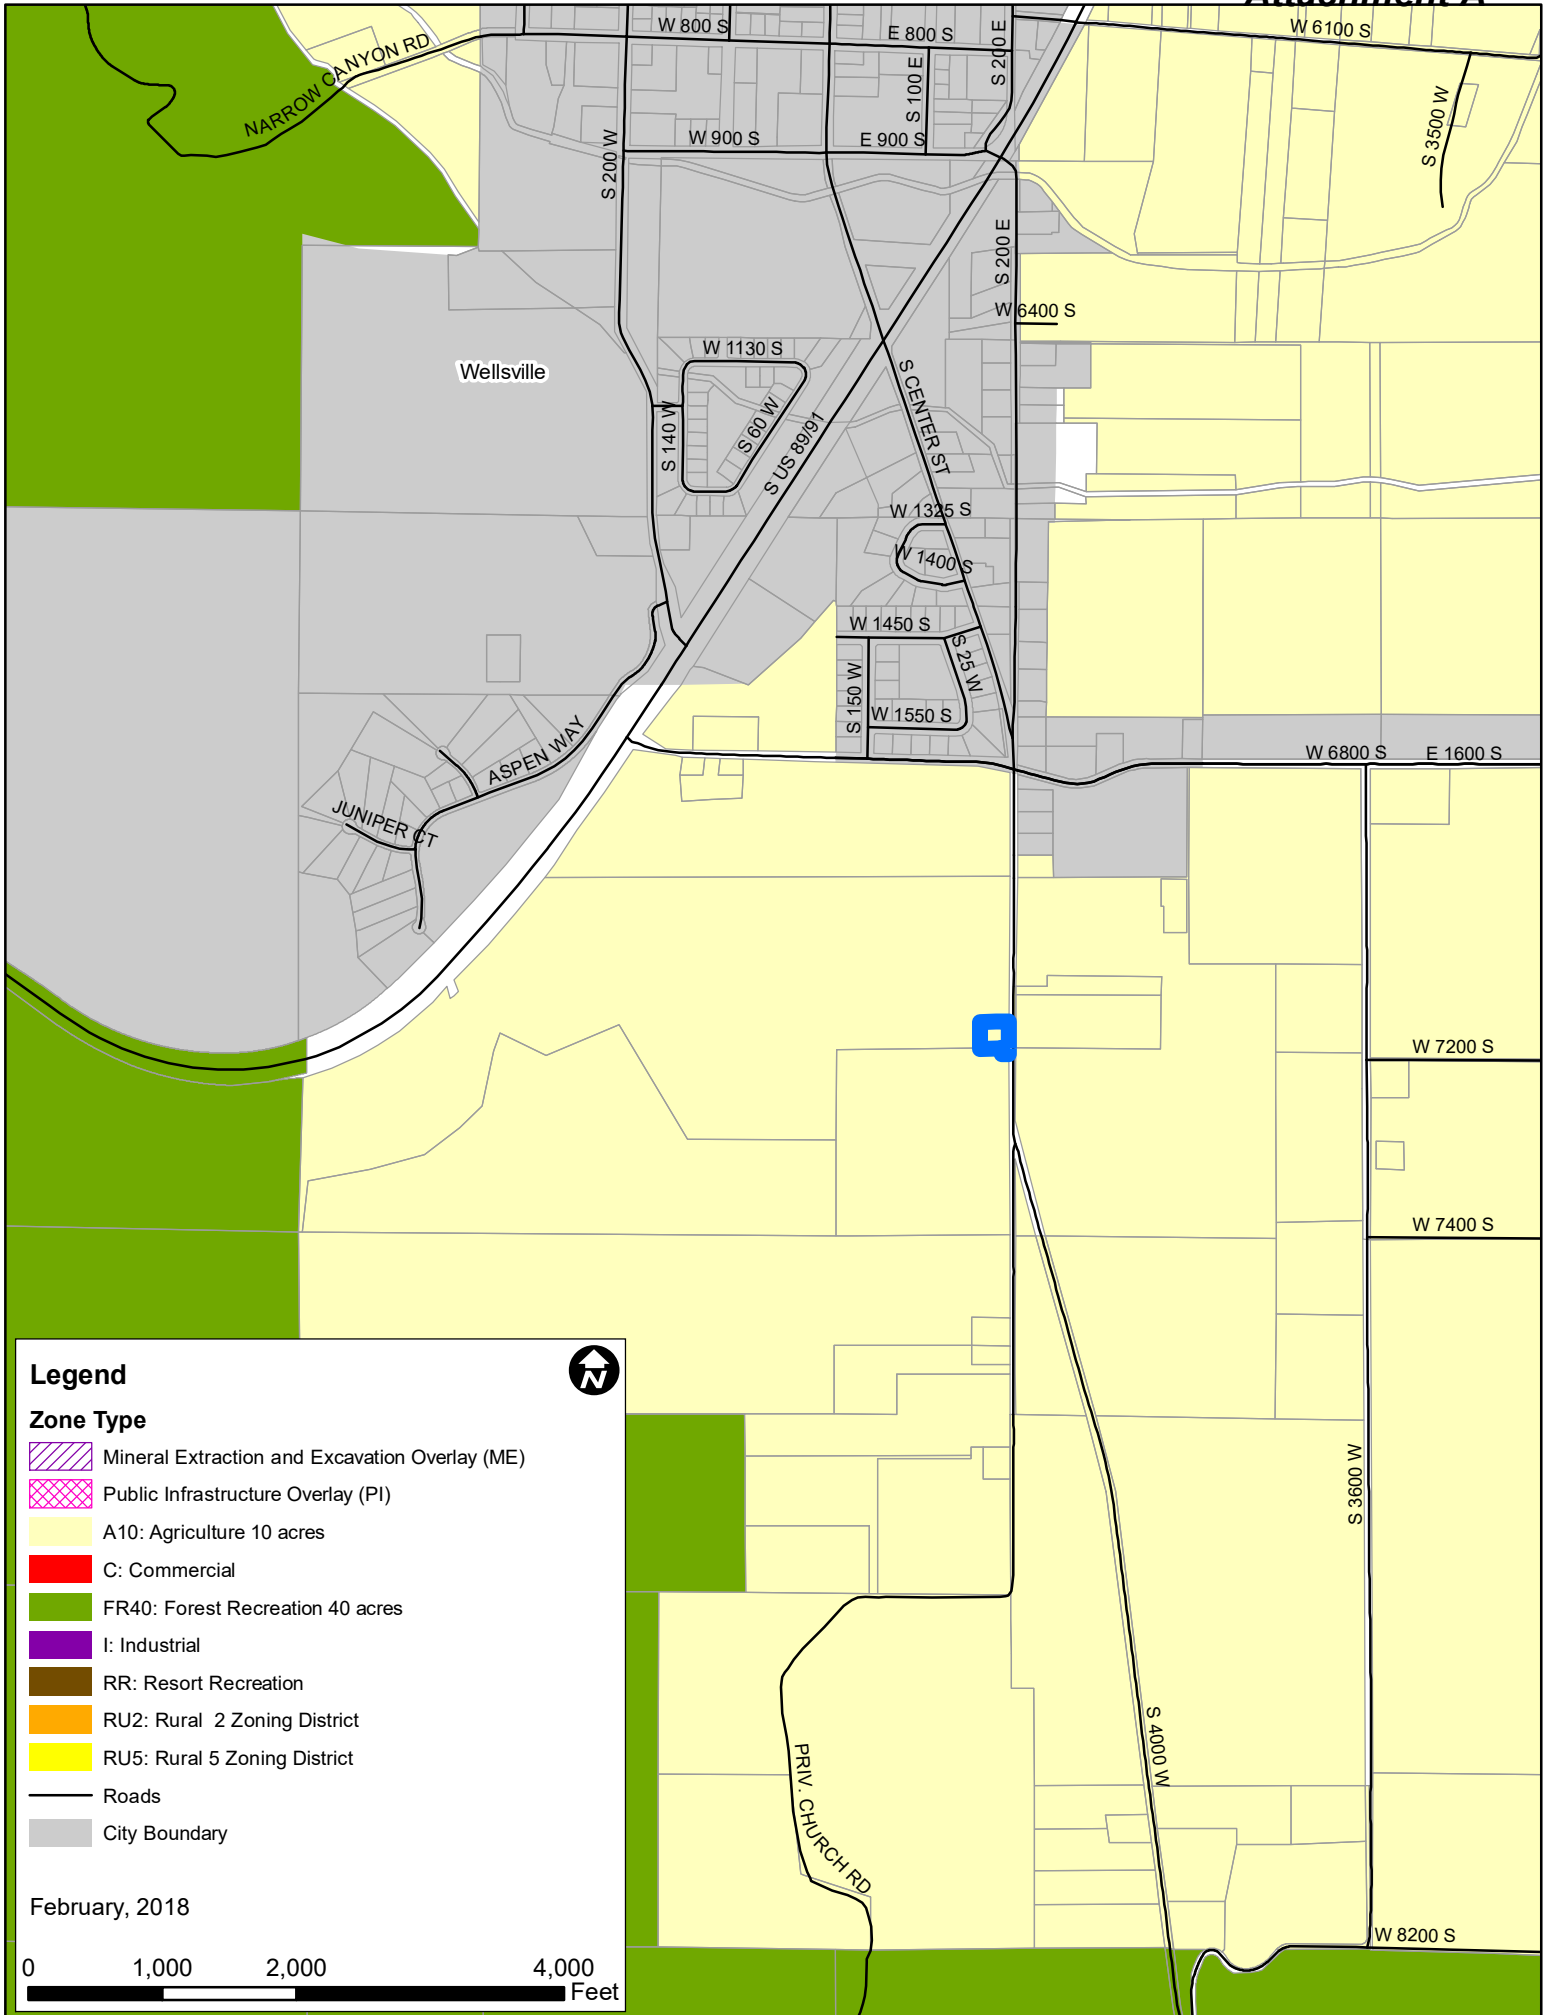 Attachment A
W 800 S
E 800 S
S 200 E
W 6100 S
NARROW CANYON RD
S 100 E
S 3500 W
W 900 S
E 900 S
S 200 W
S 200 E
W 6400 S
W 1130 S
Wellsville
S CENTER ST
S 60 W
S 140 W
S US 89/91
W 1325 S
W 1400 S
W 1450 S
S 25 W
S 150 W
W 1550 S
ASPEN WAY
W 6800 S
E 1600 S
JUNIPER CT
W 7200 S
W 7400 S
Legend
N
Zone Type
Mineral Extraction and Excavation Overlay (ME)
Public Infrastructure Overlay (PI)
A10: Agriculture 10 acres
C: Commercial
FR40: Forest Recreation 40 acres
I: Industrial
RR: Resort Recreation
RU2: Rural 2 Zoning District
RU5: Rural 5 Zoning District
Roads
City Boundary
February, 2018
0 1,000 2,000 4,000
Feet
S 3600 W
S 4000 W
PRIV. CHURCH RD
W 8200 S